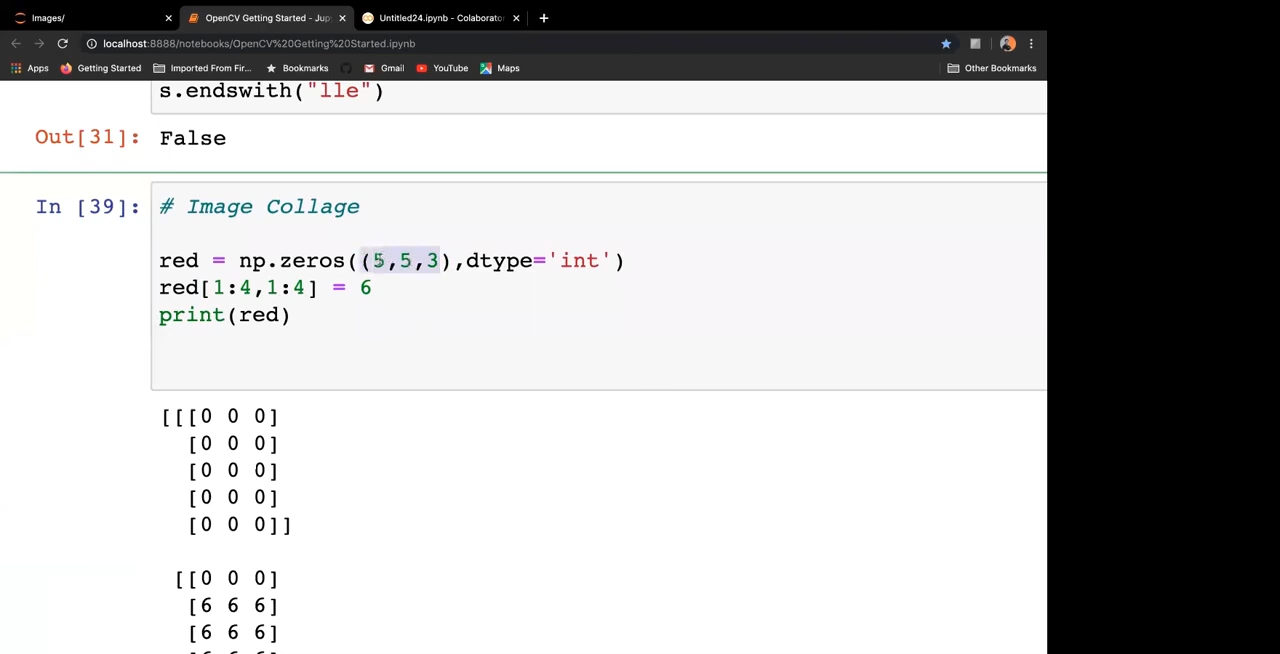 Images/
OpenCV Getting Started - Jup
Untitled24.ipynb - Colaborator
localhost:8888/notebooks/OpenCV%20Getting%20Started.ipynb
Apps Getting Started Imported From Fir... Bookmarks Gmail YouTube Maps Other Bookmarks
s.endswith("lle")
Out[31]: False
In [39]: # Image Collage
red = np.zeros((5,5,3),dtype='int')
red[1:4,1:4] = 6
print(red)
[[[0 0 0]
[0 0 0]
[0 0 0]
[0 0 0]
[0 0 0]]
[[0 0 0]
[6 6 6]
[6 6 6]